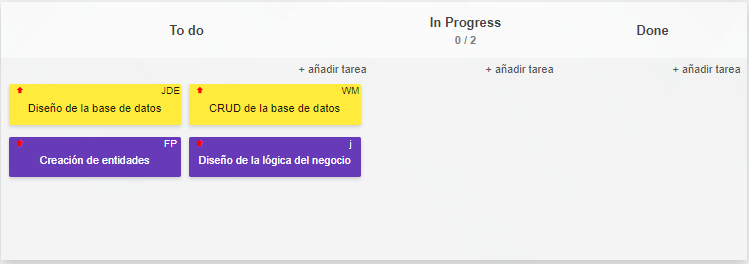 To do
In Progress
0 / 2
Done
+ añadir tarea
+ añadir tarea
+ añadir tarea
JDE
Diseño de la base de datos
WM
CRUD de la base de datos
FP
Creación de entidades
j
Diseño de la lógica del negocio